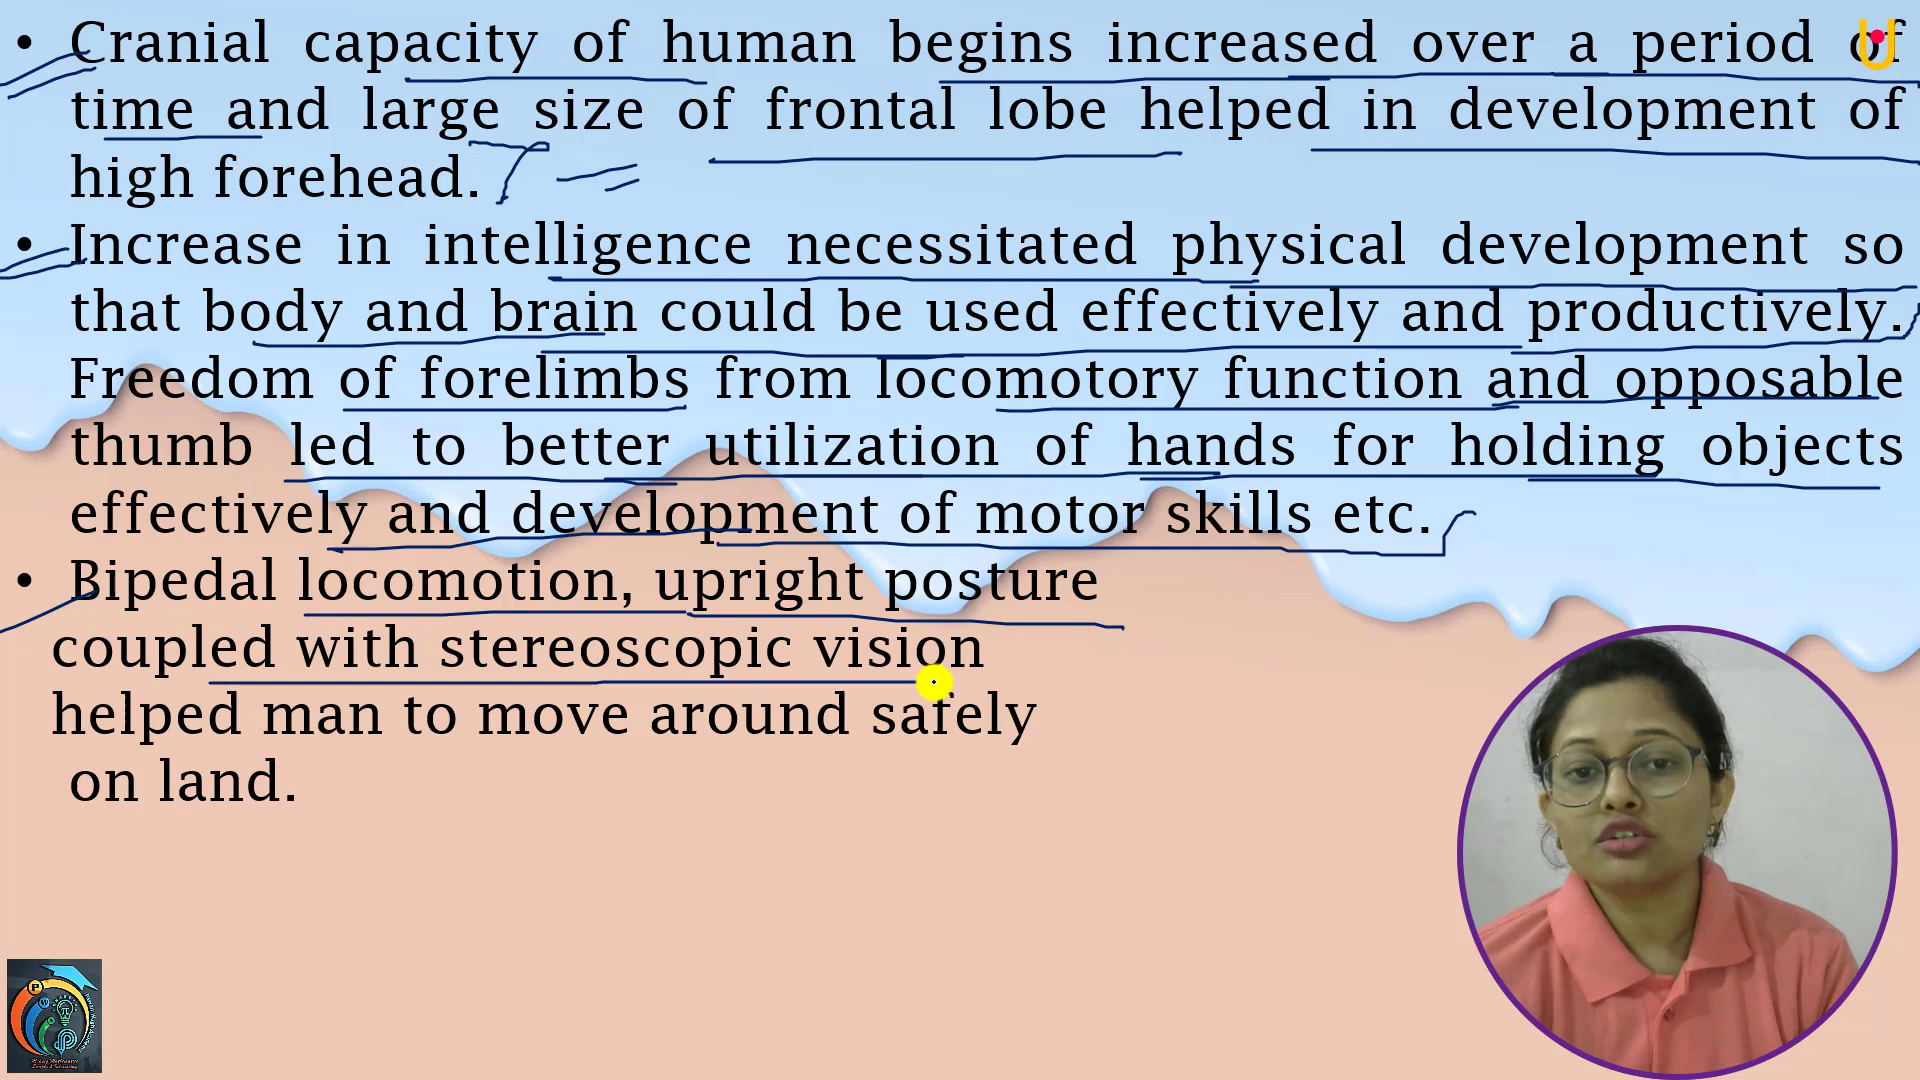 • Cranial capacity of human begins increased over a period of
time and large size of frontal lobe helped in development of
high forehead.
• Increase in intelligence necessitated physical development so
that body and brain could be used effectively and productively.
Freedom of forelimbs from locomotory function and opposable
thumb led to better utilization of hands for holding objects
effectively and development of motor skills etc.
• Bipedal locomotion, upright posture
coupled with stereoscopic vision
helped man to move around safely
on land.